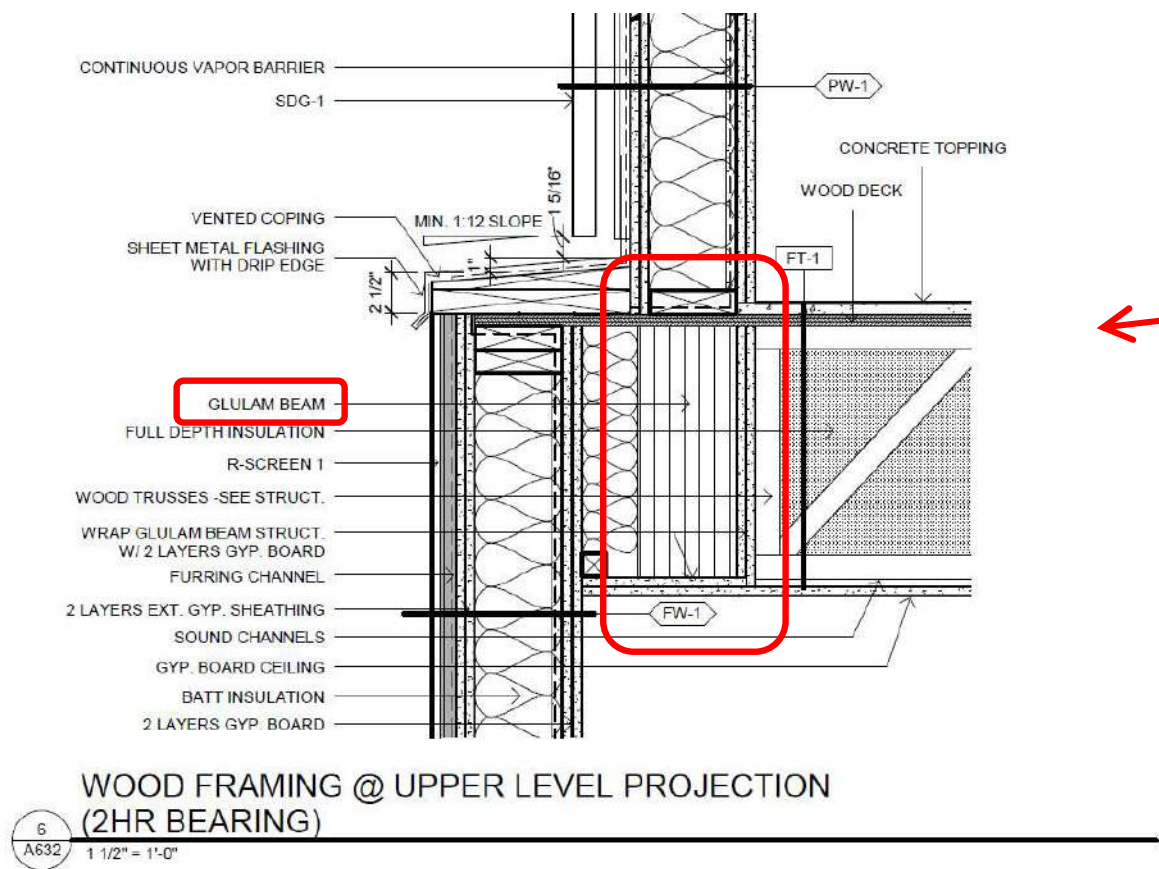 CONTINUOUS VAPOR BARRIER
SDG-1
PW-1
CONCRETE TOPPING
WOOD DECK
1 5/16"
VENTED COPING
MIN. 1:12 SLOPE
SHEET METAL FLASHING
WITH DRIP EDGE
1"
2 1/2"
FT-1
GLULAM BEAM
FULL DEPTH INSULATION
R-SCREEN 1
WOOD TRUSSES -SEE STRUCT.
WRAP GLULAM BEAM STRUCT.
W/ 2 LAYERS GYP. BOARD
FURRING CHANNEL
2 LAYERS EXT. GYP. SHEATHING
FW-1
SOUND CHANNELS
GYP. BOARD CEILING
BATT INSULATION
2 LAYERS GYP. BOARD
WOOD FRAMING @ UPPER LEVEL PROJECTION
(2HR BEARING)
6
A632
1 1/2" = 1'-0"